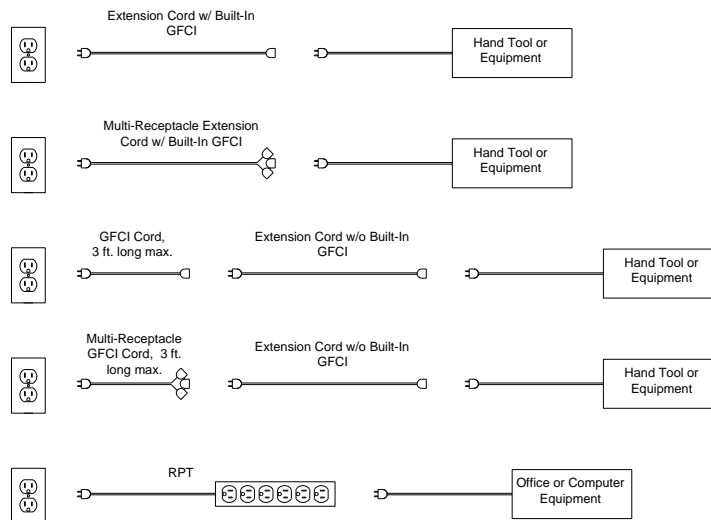 Extension Cord w/ Built-In
GFCI
Hand Tool or
Equipment
Multi-Receptacle Extension
Cord w/ Built-In GFCI
Hand Tool or
Equipment
GFCI Cord,
3 ft. long max.
Extension Cord w/o Built-In
GFCI
Hand Tool or
Equipment
Multi-Receptacle
GFCI Cord, 3 ft.
long max.
Extension Cord w/o Built-In
GFCI
Hand Tool or
Equipment
RPT
Office or Computer
Equipment